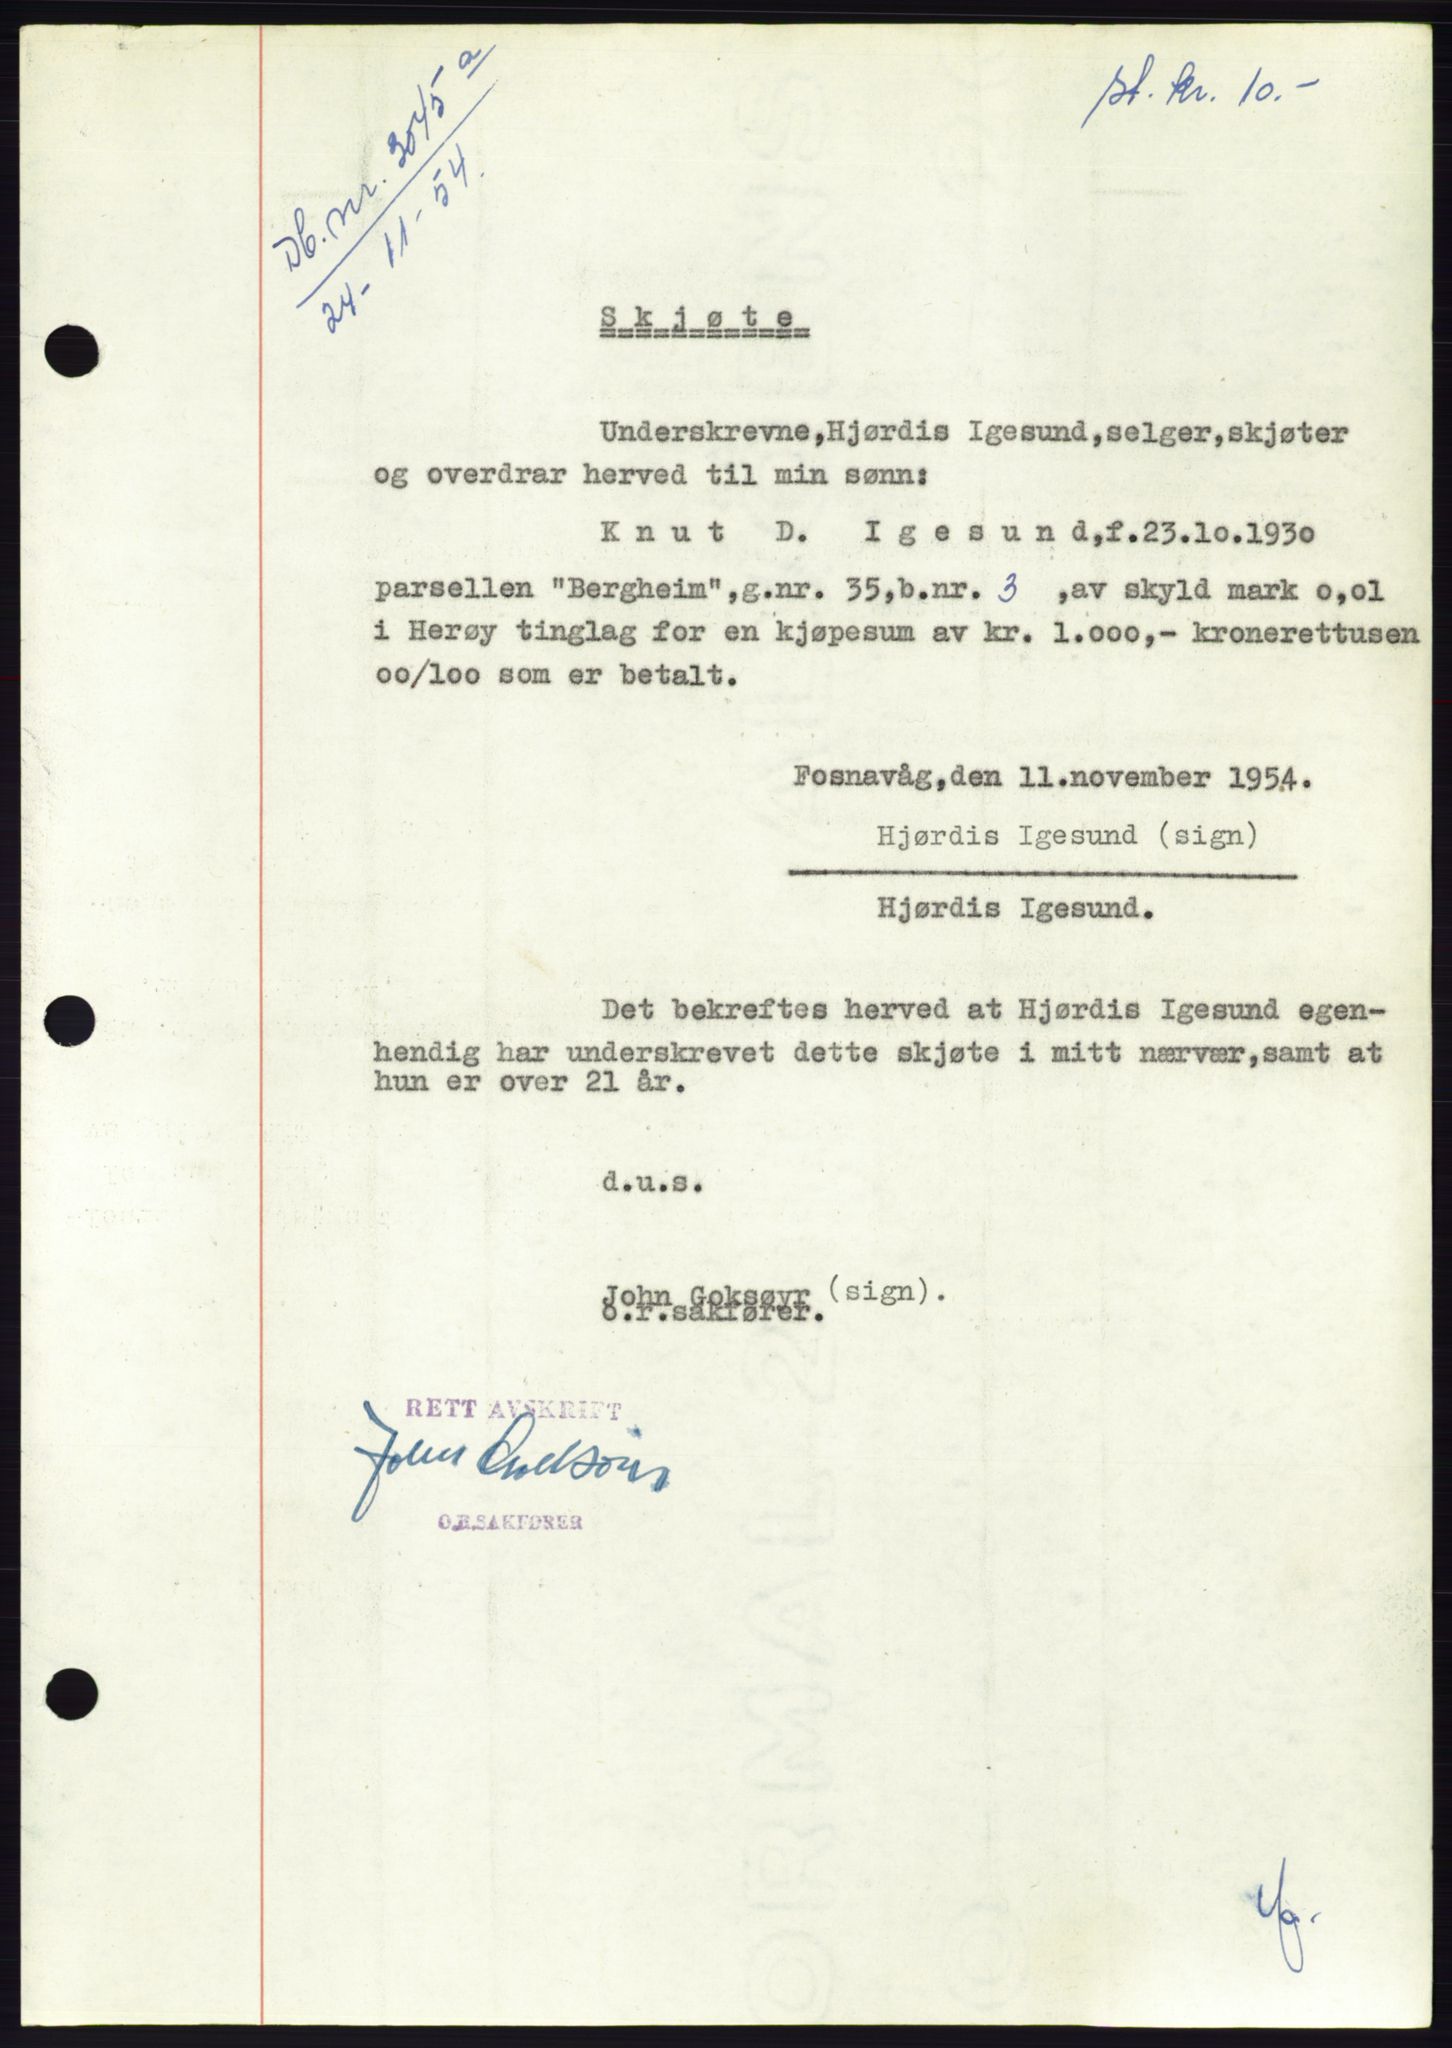 st. kr. 10.-
Db. nr. 3045 a
24-11-54.
Skjøte
Underskrevne,Hjørdis Igesund,selger,skjøter
og overdrar herved til min sønn:
Knut D. Igesund,f.23.lo.193o
parsellen "Bergheim",g.nr. 35,b.nr. 3 ,av skyld mark o,ol
i Herøy tinglag for en kjøpesum av kr. l.ooo,- kronerettusen
oo/loo som er betalt.
Fosnavåg,den 11.november 1954.
Hjørdis Igesund (sign)
Hjørdis Igesund.
Det bekreftes herved at Hjørdis Igesund egen-
hendig har underskrevet dette skjøte i mitt nærvær,samt at
hun er over 21 år.
d.u.s.
John Goksøyr (sign).
o.r.sakfører.
RETT AVSKRIFT
John Goksøyr
O.R.SAKFØRER